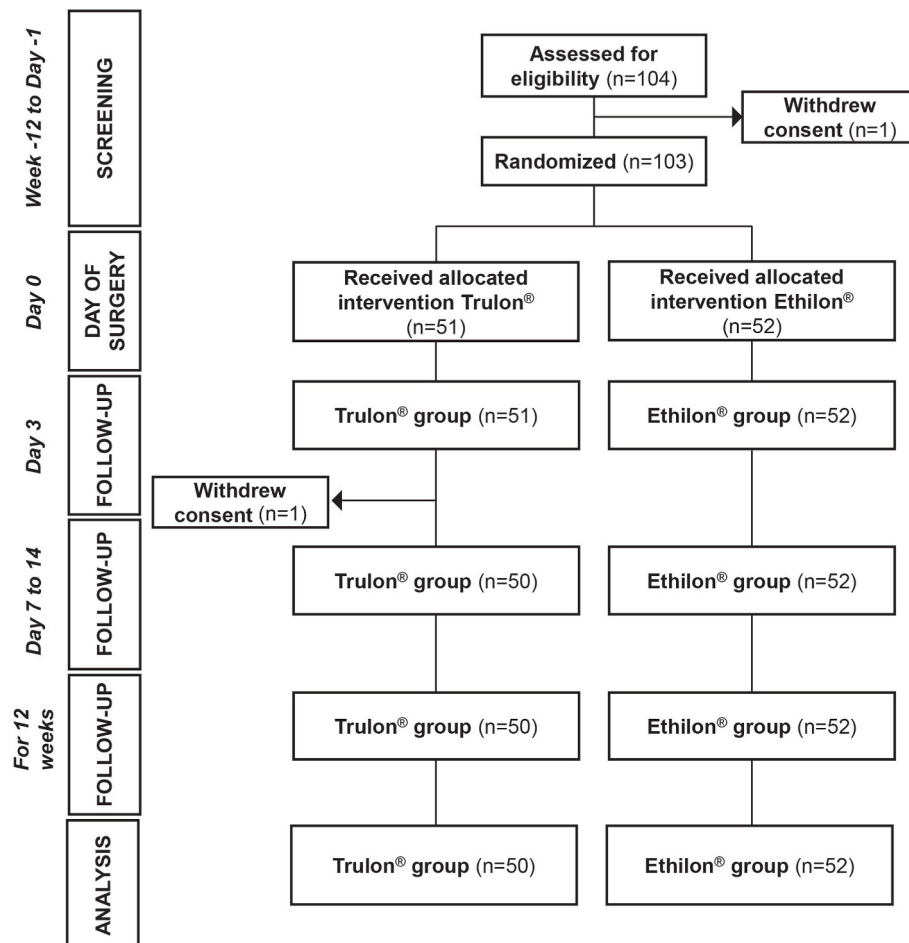 Week -12 to Day -1
SCREENING
Assessed for
eligibility (n=104)
Withdrew
consent (n=1)
Randomized (n=103)
Day 0
DAY OF
SURGERY
Received allocated
intervention Trulon®
(n=51)
Received allocated
intervention Ethilon®
(n=52)
Day 3
FOLLOW-UP
Trulon® group (n=51)
Ethilon® group (n=52)
Withdrew
consent (n=1)
Day 7 to 14
FOLLOW-UP
Trulon® group (n=50)
Ethilon® group (n=52)
For 12
weeks
FOLLOW-UP
Trulon® group (n=50)
Ethilon® group (n=52)
ANALYSIS
Trulon® group (n=50)
Ethilon® group (n=52)